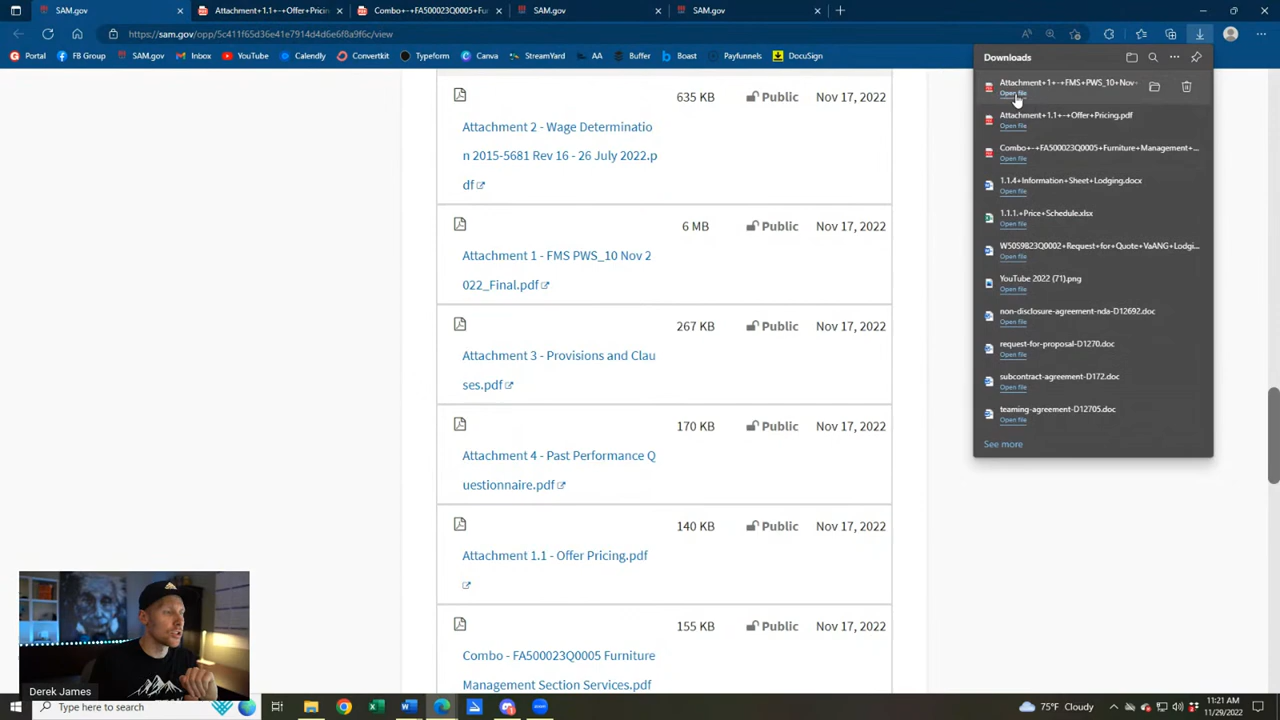 SAM.gov
Attachment+1.1+-+Offer+Pricin
Combo+-+FA500023Q0005+Fur
SAM.gov
SAM.gov
https://sam.gov/opp/5c411f65d36e41e7914d4d6e6f8a9f6c/view
Portal
FB Group
SAM.gov
Inbox
YouTube
Calendly
Convertkit
Typeform
Canva
StreamYard
AA
Buffer
Boast
Payfunnels
DocuSign
635 KB
Public
Nov 17, 2022
Attachment 2 - Wage Determinatio
n 2015-5681 Rev 16 - 26 July 2022.p
df
6 MB
Public
Nov 17, 2022
Attachment 1 - FMS PWS_10 Nov 2
022_Final.pdf
267 KB
Public
Nov 17, 2022
Attachment 3 - Provisions and Clau
ses.pdf
170 KB
Public
Nov 17, 2022
Attachment 4 - Past Performance Q
uestionnaire.pdf
140 KB
Public
Nov 17, 2022
Attachment 1.1 - Offer Pricing.pdf
155 KB
Public
Nov 17, 2022
Combo - FA500023Q0005 Furniture
Management Section Services.pdf
Downloads
Attachment+1+-+FMS+PWS_10+Nov-
Open file
Attachment+1.1+-+Offer+Pricing.pdf
Open file
Combo+-+FA500023Q0005+Furniture+Management+...
Open file
1.1.4+Information+Sheet+Lodging.docx
Open file
1.1.1.+Price+Schedule.xlsx
Open file
W50S9B23Q0002+Request+for+Quote+VaANG+Lodgi...
Open file
YouTube 2022 (71).png
Open file
non-disclosure-agreement-nda-D12692.doc
Open file
request-for-proposal-D1270.doc
Open file
subcontract-agreement-D172.doc
Open file
teaming-agreement-D12705.doc
Open file
See more
Derek James
Type here to search
75°F Cloudy
11:21 AM
11/29/2022